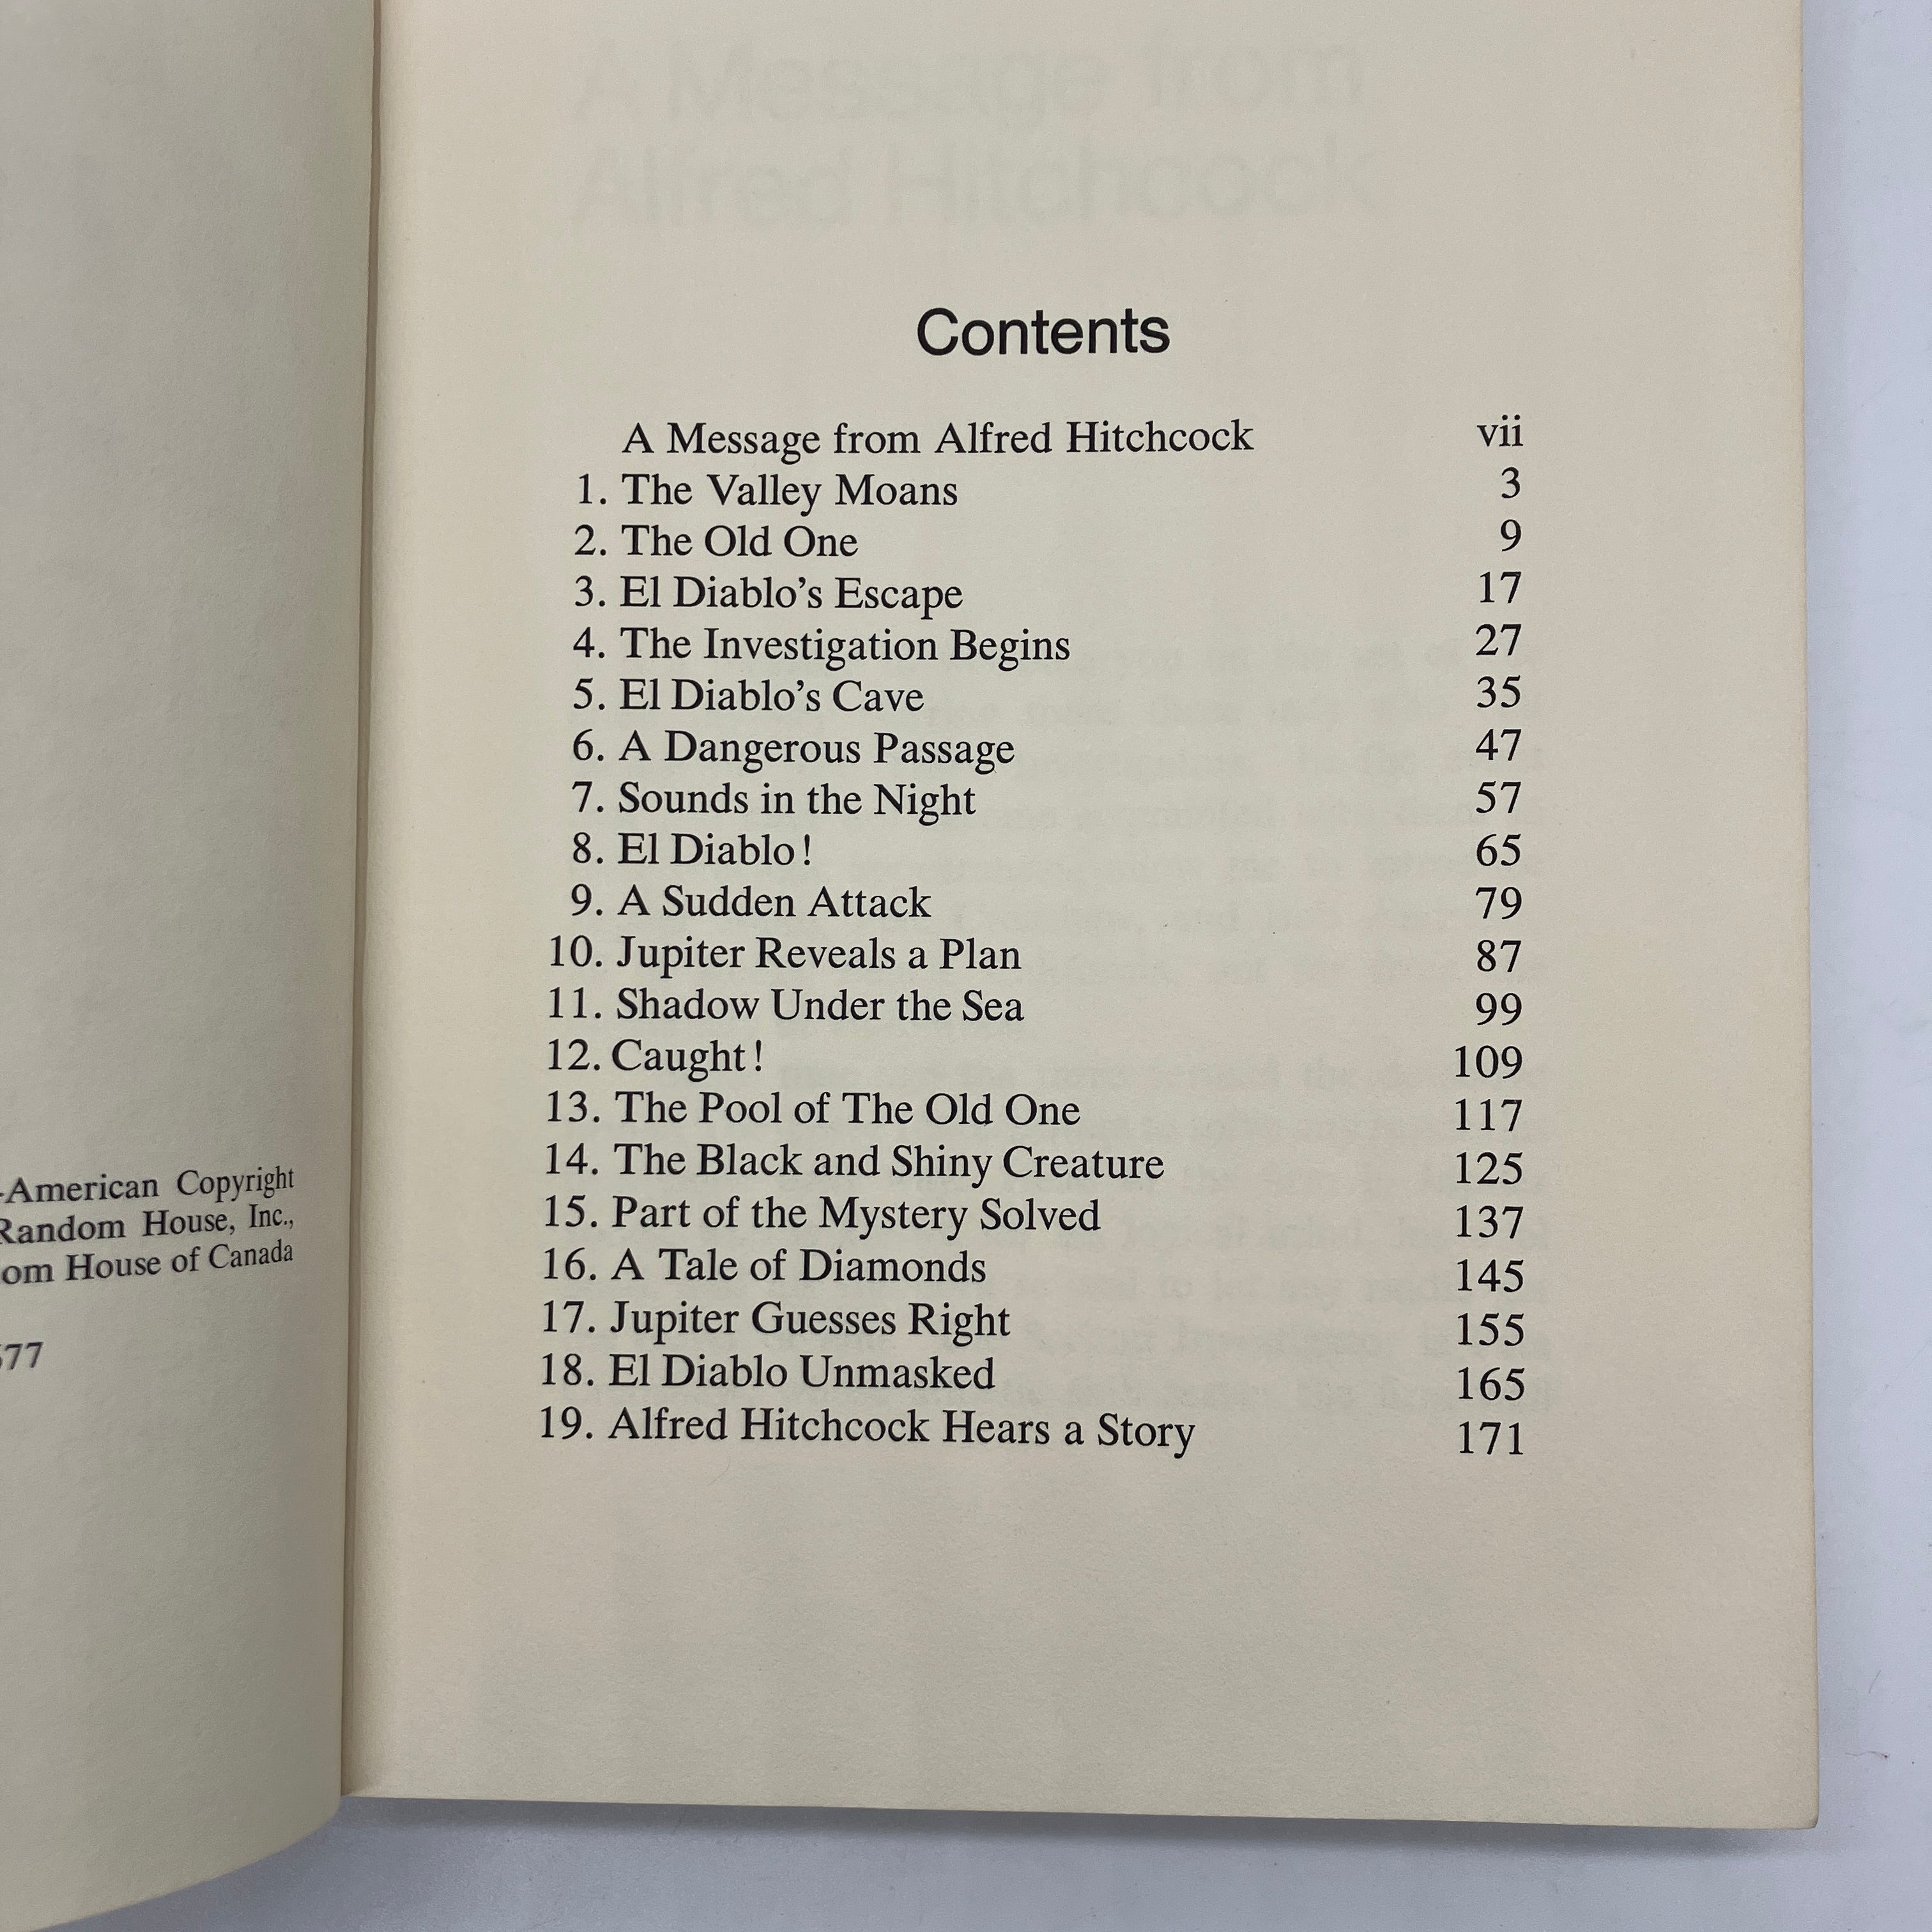 -American Copyright
Random House, Inc.,
om House of Canada
77
A Message from
Alfred Hitchcock
Contents
A Message from Alfred Hitchcock vii
1. The Valley Moans 3
2. The Old One 9
3. El Diablo's Escape 17
4. The Investigation Begins 27
5. El Diablo's Cave 35
6. A Dangerous Passage 47
7. Sounds in the Night 57
8. El Diablo! 65
9. A Sudden Attack 79
10. Jupiter Reveals a Plan 87
11. Shadow Under the Sea 99
12. Caught! 109
13. The Pool of The Old One 117
14. The Black and Shiny Creature 125
15. Part of the Mystery Solved 137
16. A Tale of Diamonds 145
17. Jupiter Guesses Right 155
18. El Diablo Unmasked 165
19. Alfred Hitchcock Hears a Story 171